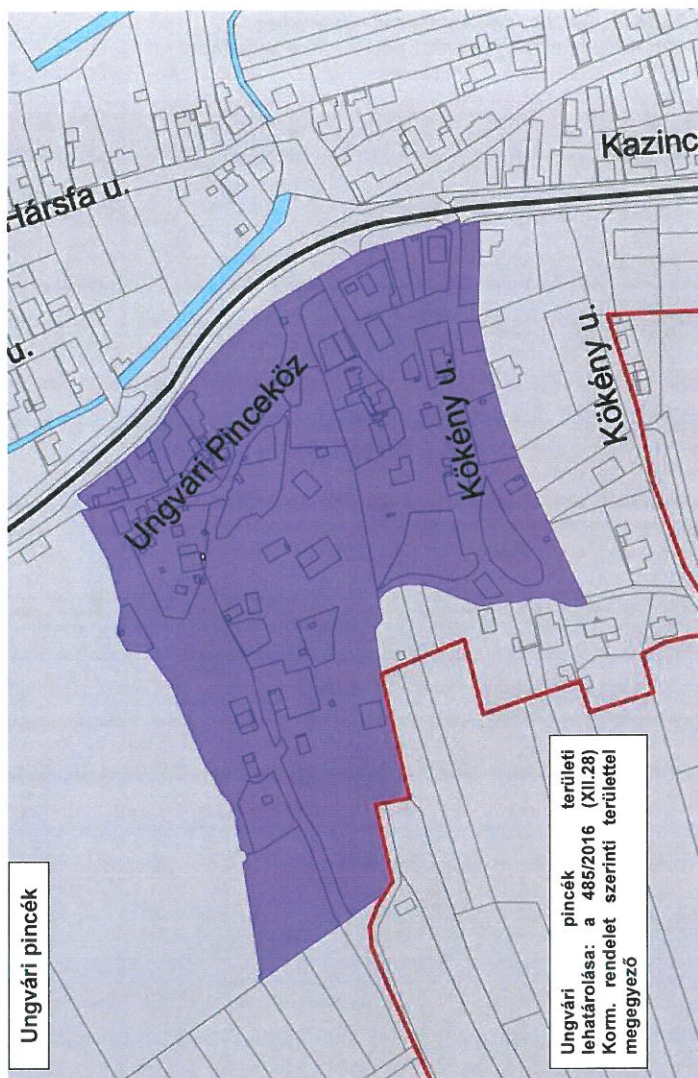 Ungvári pincék
Hársfa u.
u.
Kazinc
Ungvári Pinceköz
Kökény u.
Kökény u.
Ungvári pincék területi
lehatárolása: a 485/2016 (XII.28)
Korm. rendelet szerinti területtel
megegyező